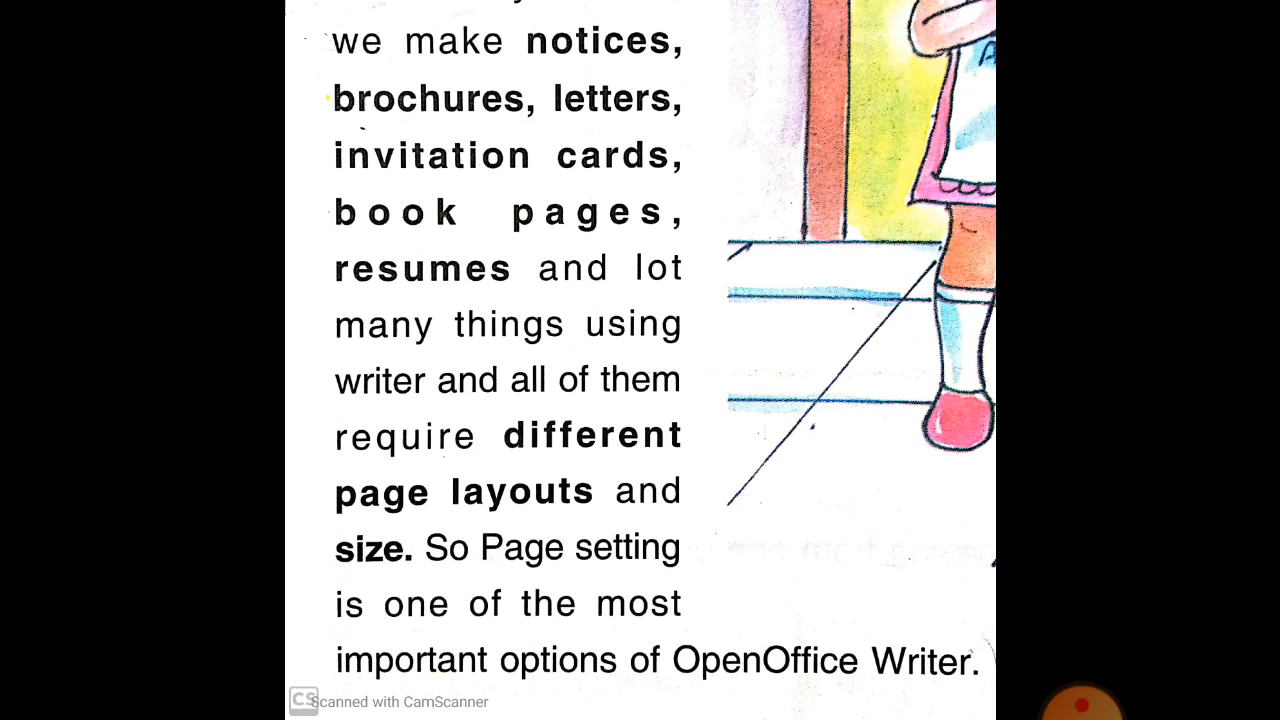 we make notices,
brochures, letters,
invitation cards,
book pages,
resumes and lot
many things using
writer and all of them
require different
page layouts and
size. So Page setting
is one of the most
important options of OpenOffice Writer.
CS Scanned with CamScanner